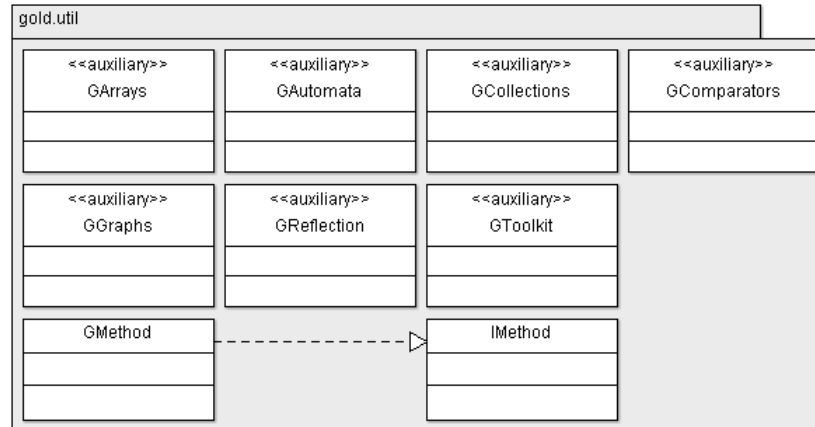 gold.util
<<auxiliary>> <<auxiliary>> <<auxiliary>> <<auxiliary>>
GArrays GAutomata GCollections GComparators
<<auxiliary>> <<auxiliary>> <<auxiliary>>
GGraphs GReflection GToolkit
GMethod IMethod